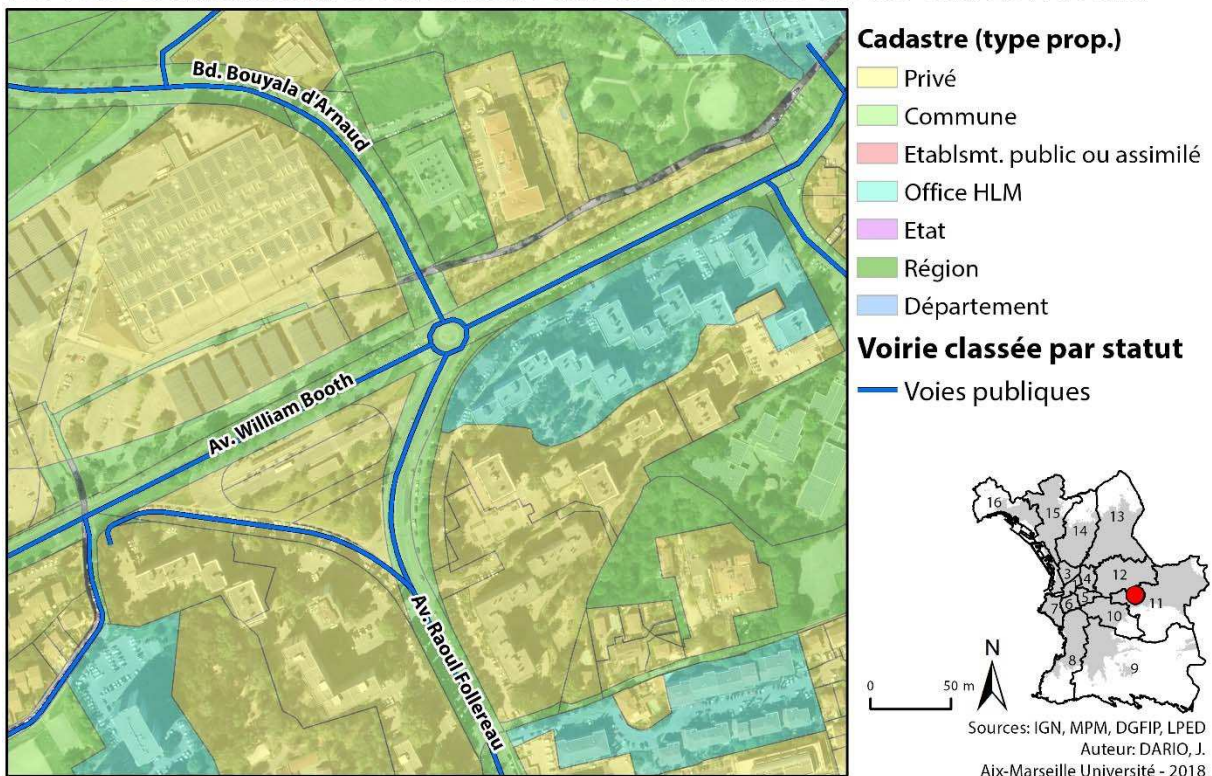 Cadastre (type prop.)
Privé
Commune
Etablsmt. public ou assimilé
Office HLM
Etat
Région
Département
Voirie classée par statut
Voies publiques
Bd. Bouyala d'Arnaud
Av. William Booth
Av. Raoul Follereau
16
15
14
13
3
4
12
5
11
7
6
10
10
8
9
N
0 50 m
Sources: IGN, MPM, DGFIP, LPED
Auteur: DARIO, J.
Aix-Marseille Université - 2018